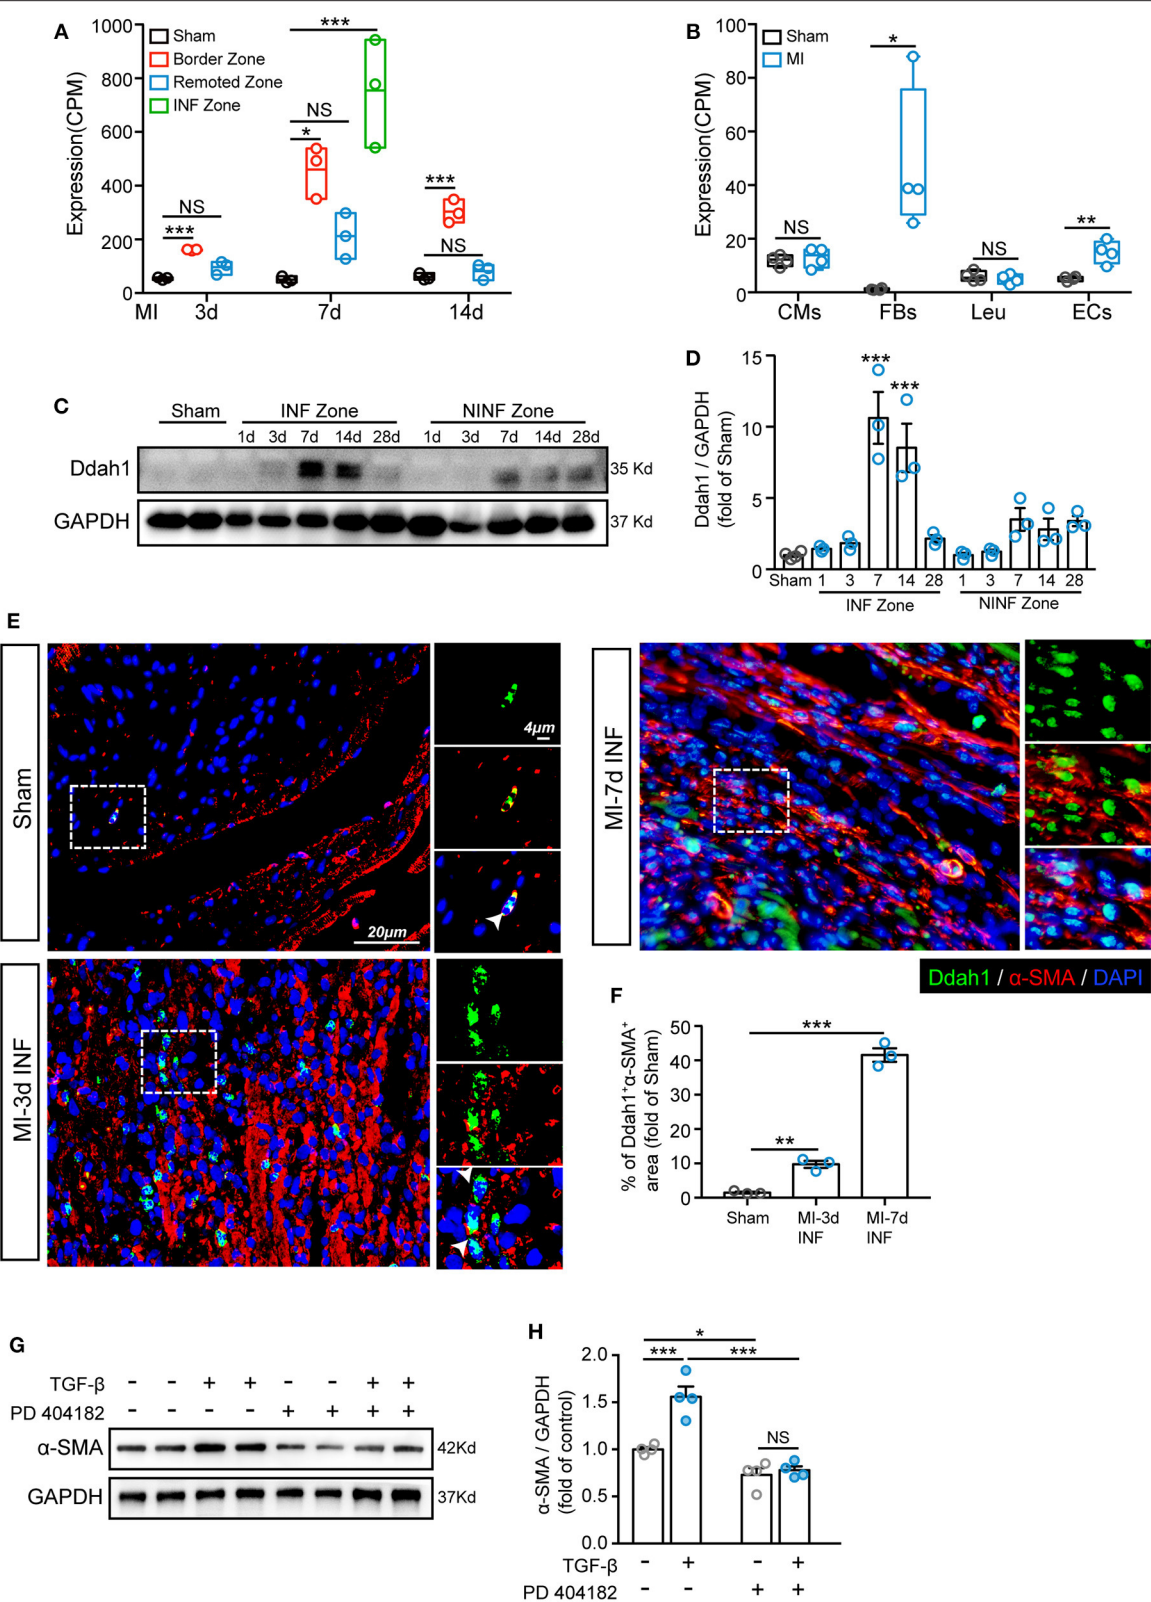 A
Expression(CPM)
1000
800
600
400
200
0
Sham
Border Zone
Remoted Zone
INF Zone
***
NS
*
NS
***
***
NS
MI 3d 7d 14d
B
Expression(CPM)
100
80
60
40
20
0
Sham
MI
*
NS
NS
**
CMs FBs Leu ECs
C
Sham INF Zone NINF Zone
1d 3d 7d 14d 28d 1d 3d 7d 14d 28d
Ddah1 35 Kd
GAPDH 37 Kd
D
Ddah1 / GAPDH
(fold of Sham)
15
10
5
0
***
***
Sham 1 3 7 14 28 1 3 7 14 28
INF Zone NINF Zone
E
Sham
4μm
20μm
MI-7d INF
MI-3d INF
Ddah1 / α-SMA / DAPI
F
% of Ddah1+α-SMA+
area (fold of Sham)
50
40
30
20
10
0
***
**
Sham MI-3d MI-7d
INF INF
G
TGF-β - - + + - - + +
PD 404182 - - - - + + + +
α-SMA 42Kd
GAPDH 37Kd
H
α-SMA / GAPDH
(fold of control)
2.0
1.5
1.0
0.5
0.0
*
*** ***
NS
TGF-β - + - +
PD 404182 - - + +